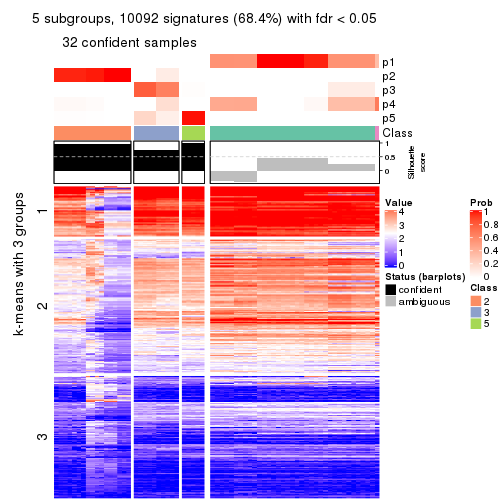 5 subgroups, 10092 signatures (68.4%) with fdr < 0.05
32 confident samples
p1
p2
p3
p4
p5
Class
1
0.5
0
Silhouette
score
k-means with 3 groups
1
2
3
Value
4
3
2
1
0
Prob
1
0.8
0.6
0.4
0.2
0
Status (barplots)
confident
ambiguous
Class
2
3
5